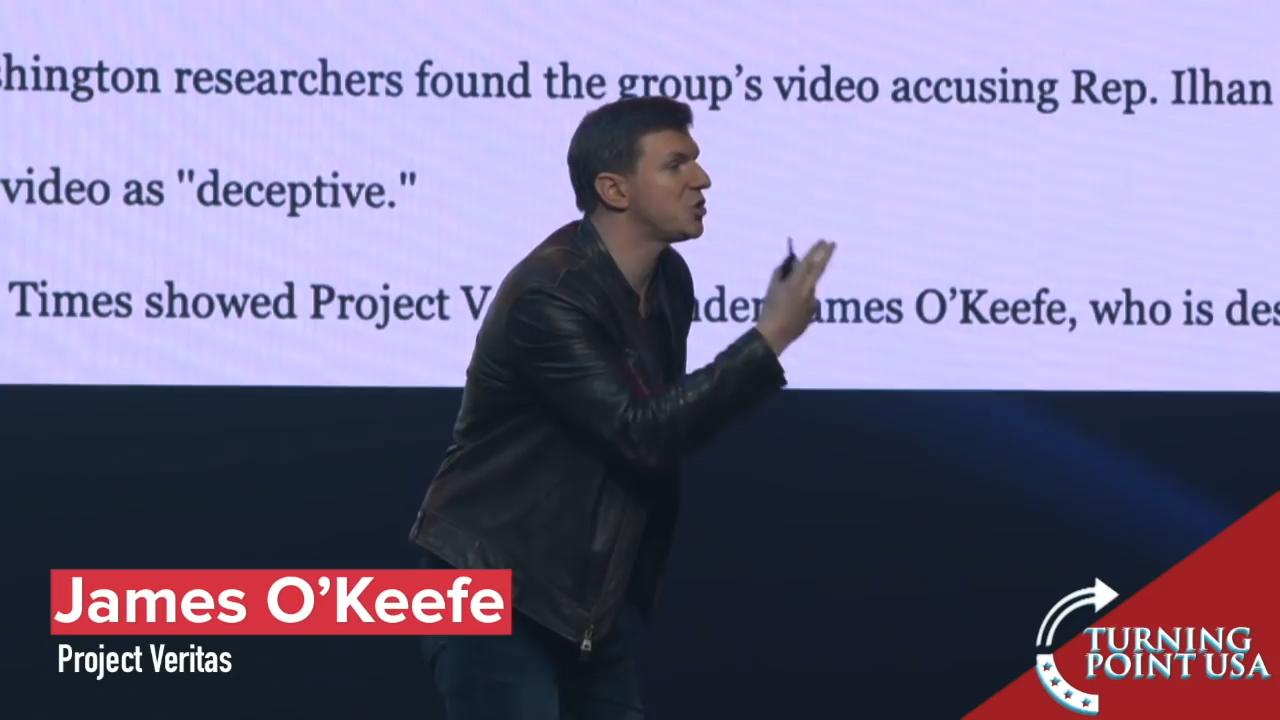 researchers found the group's video accusing Rep. Ilhan
video as "deceptive."
Times showed Project James O'Keefe, who is
James O'Keefe
Project Veritas
TURNING
POINT USA